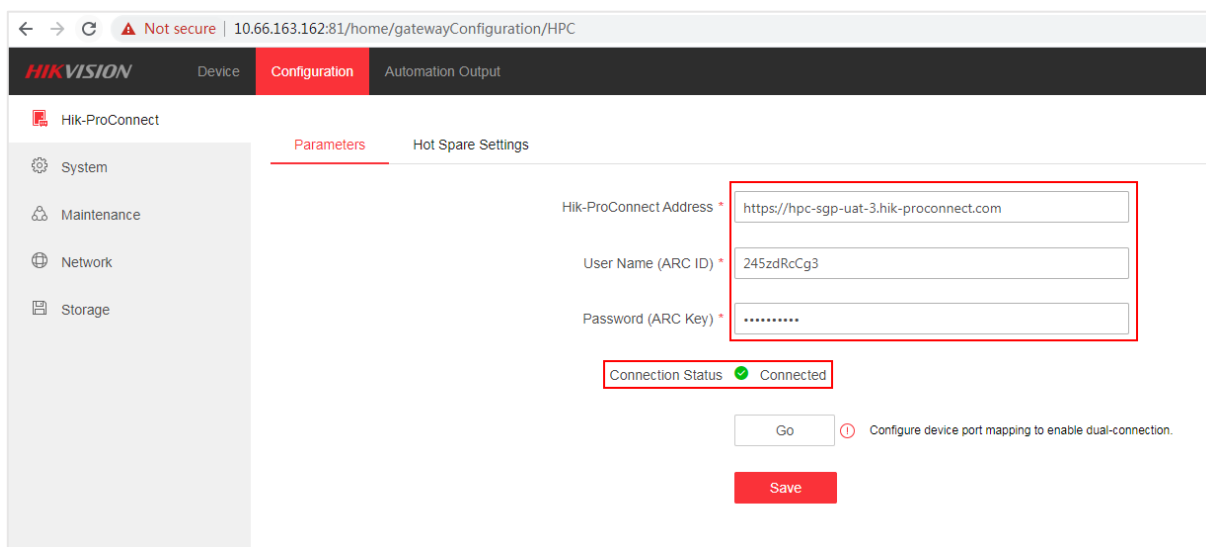 Not secure | 10.66.163.162:81/home/gatewayConfiguration/HPC
HIKVISION Device Configuration Automation Output
Hik-ProConnect
System
Maintenance
Network
Storage
Parameters Hot Spare Settings
Hik-ProConnect Address * https://hpc-sgp-uat-3.hik-proconnect.com
User Name (ARC ID) * 245zdRcCg3
Password (ARC Key) * ••••••••••
Connection Status Connected
Go Configure device port mapping to enable dual-connection.
Save